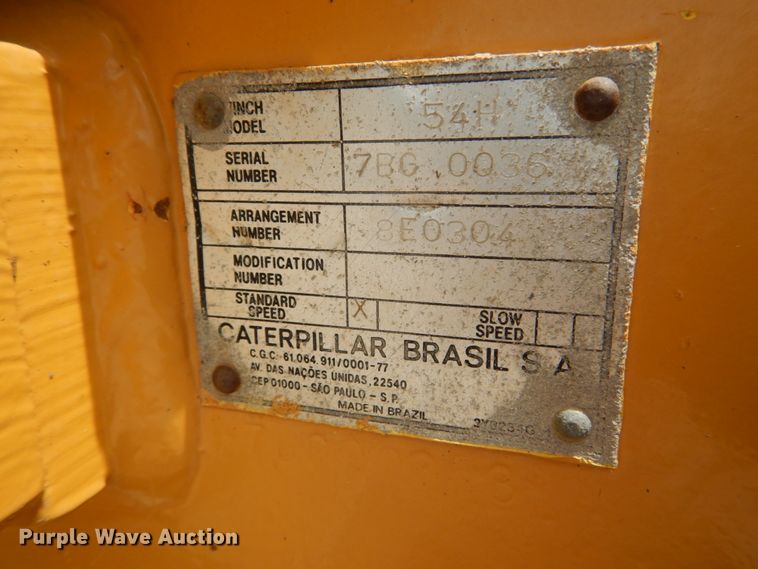 WINCH MODEL 54H
SERIAL NUMBER 7BG 0036
ARRANGEMENT NUMBER 8E0304
MODIFICATION NUMBER
STANDARD SPEED X SLOW SPEED
CATERPILLAR BRASIL S A
C.G.C. 61.064.911/0001-77
AV. DAS NAÇÕES UNIDAS, 22540
CEP 01000 - SÃO PAULO - S.P.
MADE IN BRAZIL
Purple Wave Auction